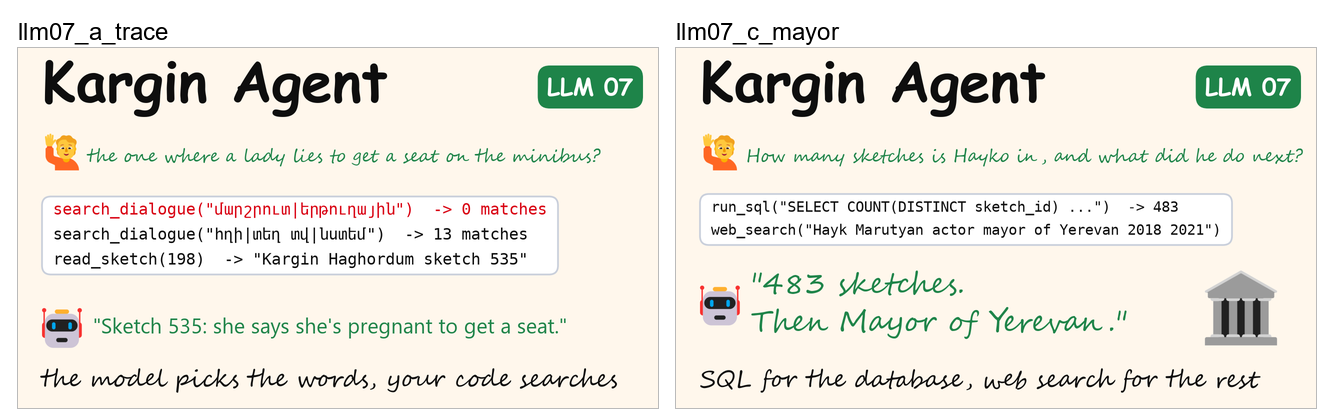 llm07_a_trace
Kargin Agent
LLM 07
the one where a lady lies to get a seat on the minibus?
search_dialogue("մարշրուտ|երթուղային") -> 0 matches
search_dialogue("հղի|տեղ տվ|նստեմ") -> 13 matches
read_sketch(198) -> "Kargin Haghordum sketch 535"
"Sketch 535: she says she's pregnant to get a seat."
the model picks the words, your code searches
llm07_c_mayor
Kargin Agent
LLM 07
How many sketches is Hayko in, and what did he do next?
run_sql("SELECT COUNT(DISTINCT sketch_id) ...") -> 483
web_search("Hayk Marutyan actor mayor of Yerevan 2018 2021")
"483 sketches.
Then Mayor of Yerevan."
SQL for the database, web search for the rest